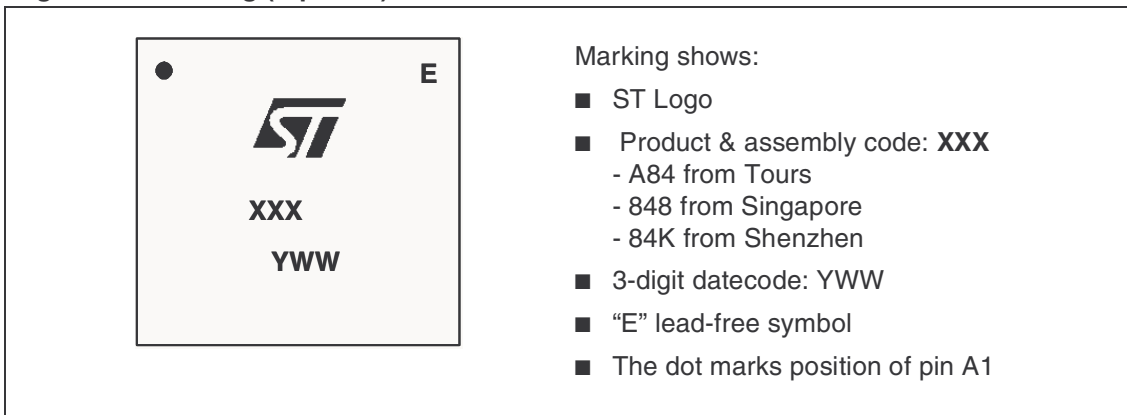 E
ST
XXX
YWW
Marking shows:
■ ST Logo
■ Product & assembly code: XXX
- A84 from Tours
- 848 from Singapore
- 84K from Shenzhen
■ 3-digit datecode: YWW
■ “E” lead-free symbol
■ The dot marks position of pin A1